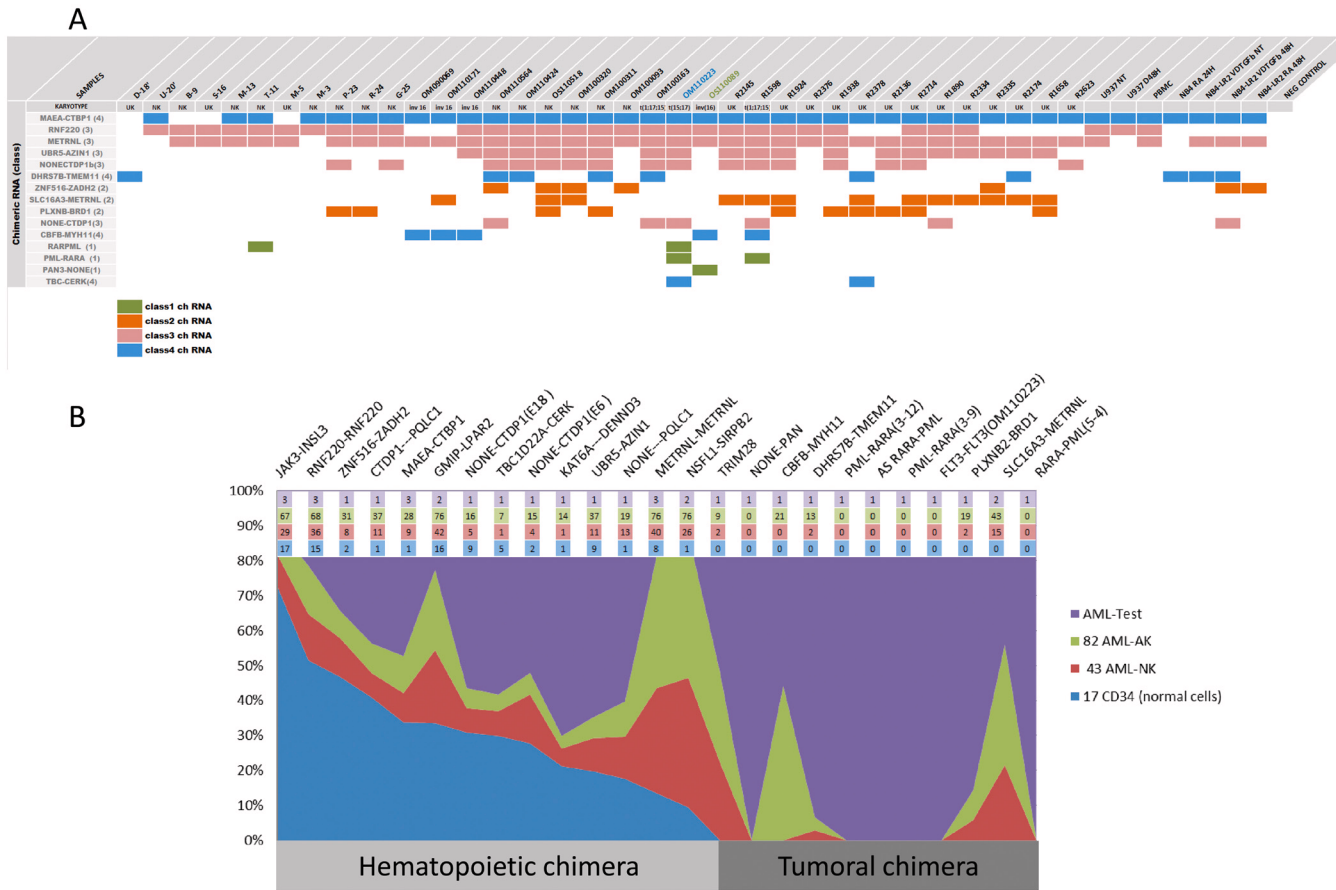 A
SAMPLES D-18' U-20' B-9 S-16 M-13 T-11 M-5 M-3 P-23 R-24 G-25 OM090069 OM110171 OM110448 OM110564 OM110424 OS110518 OM100320 OM100311 OM100093 OM100163 OM110223 OS110089 R2145 R1598 R1924 R2376 R1938 R2378 R2136 R2714 R1890 R2334 R2335 R2174 R1658 R2623 U937 NT U937 D48H PBMC NB4 RA 24H NB4-LR2 VDTGFb NT NB4-LR2 VDTGFb 48H NB4-LR2 RA 48H NEG CONTROL
KARYOTYPE UK NK NK UK NK NK UK NK NK NK NK inv 16 inv 16 inv 16 NK NK NK NK NK NK t(1;17;15) t(15;17) inv(16) UK t(1;17;15) UK UK UK UK UK UK UK UK UK UK UK UK
Chimeric RNA (class)
MAEA-CTBP1 (4)
RNF220 (3)
METRNL (3)
UBR5-AZIN1 (3)
NONECTDP1b(3)
DHRS7B-TMEM11 (4)
ZNF516-ZADH2 (2)
SLC16A3-METRNL (2)
PLXNB-BRD1 (2)
NONE-CTDP1(3)
CBFB-MYH11(4)
RARPML (1)
PML-RARA (1)
PAN3-NONE(1)
TBC-CERK(4)
class1 ch RNA
class2 ch RNA
class3 ch RNA
class4 ch RNA
B
JAK3-INSL3
RNF220-RNF220
ZNF516-ZADH2
CTDP1---PQLC1
MAEA-CTBP1
GMIP-LPAR2
NONE-CTDP1(E18 )
TBC1D22A-CERK
NONE-CTDP1(E6 )
KAT6A---DENND3
UBR5-AZIN1
NONE---PQLC1
METRNL-METRNL
NSFL1-SIRPB2
TRIM28
NONE-PAN
CBFB-MYH11
DHRS7B-TMEM11
PML-RARA(3-12)
AS RARA-PML
PML-RARA(3-9)
FLT3-FLT3(OM110223)
PLXNB2-BRD1
SLC16A3-METRNL
RARA-PML(5-4)
100% 3 3 1 1 3 2 1 1 1 1 1 1 3 2 1 1 1 1 1 1 1 1 1 2 1
67 68 31 37 28 76 16 7 15 14 37 19 76 76 9 0 21 13 0 0 0 0 19 43 0
90% 29 36 8 11 9 42 5 1 4 1 11 13 40 26 2 0 0 2 0 0 0 0 2 15 0
17 15 2 1 1 16 9 5 2 1 9 1 8 1 0 0 0 0 0 0 0 0 0 0 0
80%
70%
60%
50%
40%
30%
20%
10%
0%
AML-Test
82 AML-AK
43 AML-NK
17 CD34 (normal cells)
Hematopoietic chimera Tumoral chimera